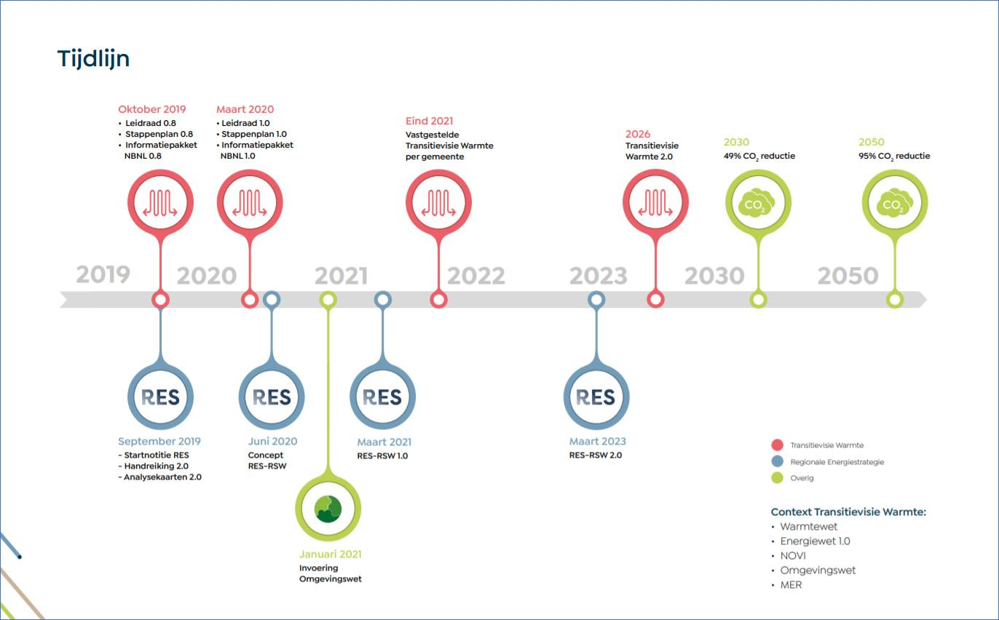 Tijdlijn
Oktober 2019
• Leidraad 0.8
• Stappenplan 0.8
• Informatiepakket
NBNL 0.8
Maart 2020
• Leidraad 1.0
• Stappenplan 1.0
• Informatiepakket
NBNL 1.0
Eind 2021
Vastgestelde
Transitievisie Warmte
per gemeente
2026
Transitievisie
Warmte 2.0
2030
49% CO2 reductie
2050
95% CO2 reductie
CO2
CO2
2019
2020
2021
2022
2023
2030
2050
RES
RES
RES
RES
September 2019
- Startnotitie RES
- Handreiking 2.0
- Analysekaarten 2.0
Juni 2020
Concept
RES-RSW
Maart 2021
RES-RSW 1.0
Maart 2023
RES-RSW 2.0
Januari 2021
Invoering
Omgevingswet
Transitievisie Warmte
Regionale Energiestrategie
Overig
Context Transitievisie Warmte:
• Warmtewet
• Energiewet 1.0
• NOVI
• Omgevingswet
• MER